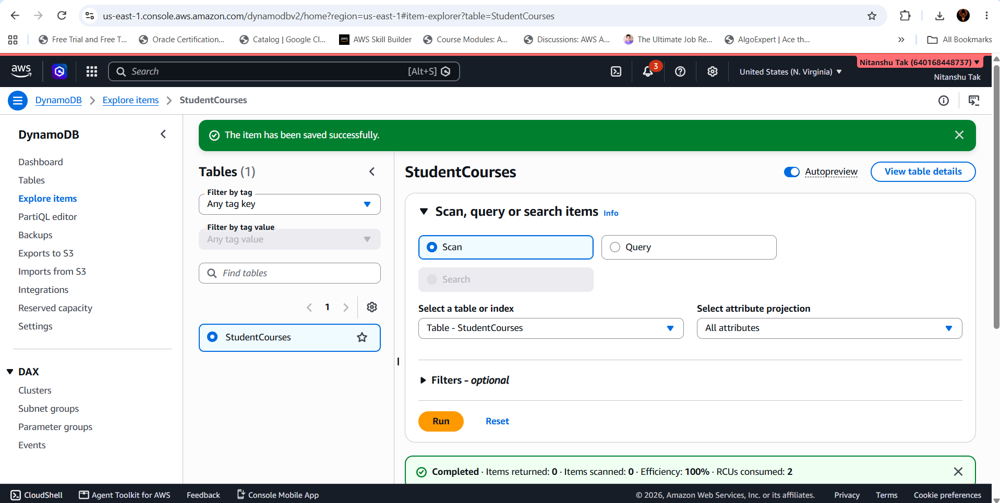 us-east-1.console.aws.amazon.com/dynamodbv2/home?region=us-east-1#item-explorer?table=StudentCourses
Free Trial and Free T...
Oracle Certification...
Catalog | Google Cl...
aws
AWS Skill Builder
Course Modules: A...
Discussions: AWS A...
The Ultimate Job Re...
AlgoExpert | Ace th...
All Bookmarks
aws
Search
[Alt+S]
3
United States (N. Virginia)
Nitanshu Tak (640168448737)
Nitanshu Tak
DynamoDB
Explore items
StudentCourses
DynamoDB
Dashboard
Tables
Explore items
PartiQL editor
Backups
Exports to S3
Imports from S3
Integrations
Reserved capacity
Settings
DAX
Clusters
Subnet groups
Parameter groups
Events
The item has been saved successfully.
Tables (1)
Filter by tag
Any tag key
Filter by tag value
Any tag value
Find tables
1
StudentCourses
StudentCourses
Autopreview
View table details
Scan, query or search items Info
Scan
Query
Search
Select a table or index
Table - StudentCourses
Select attribute projection
All attributes
Filters - optional
Run
Reset
Completed · Items returned: 0 · Items scanned: 0 · Efficiency: 100% · RCUs consumed: 2
CloudShell
Agent Toolkit for AWS
Feedback
Console Mobile App
© 2026, Amazon Web Services, Inc. or its affiliates.
Privacy
Terms
Cookie preferences